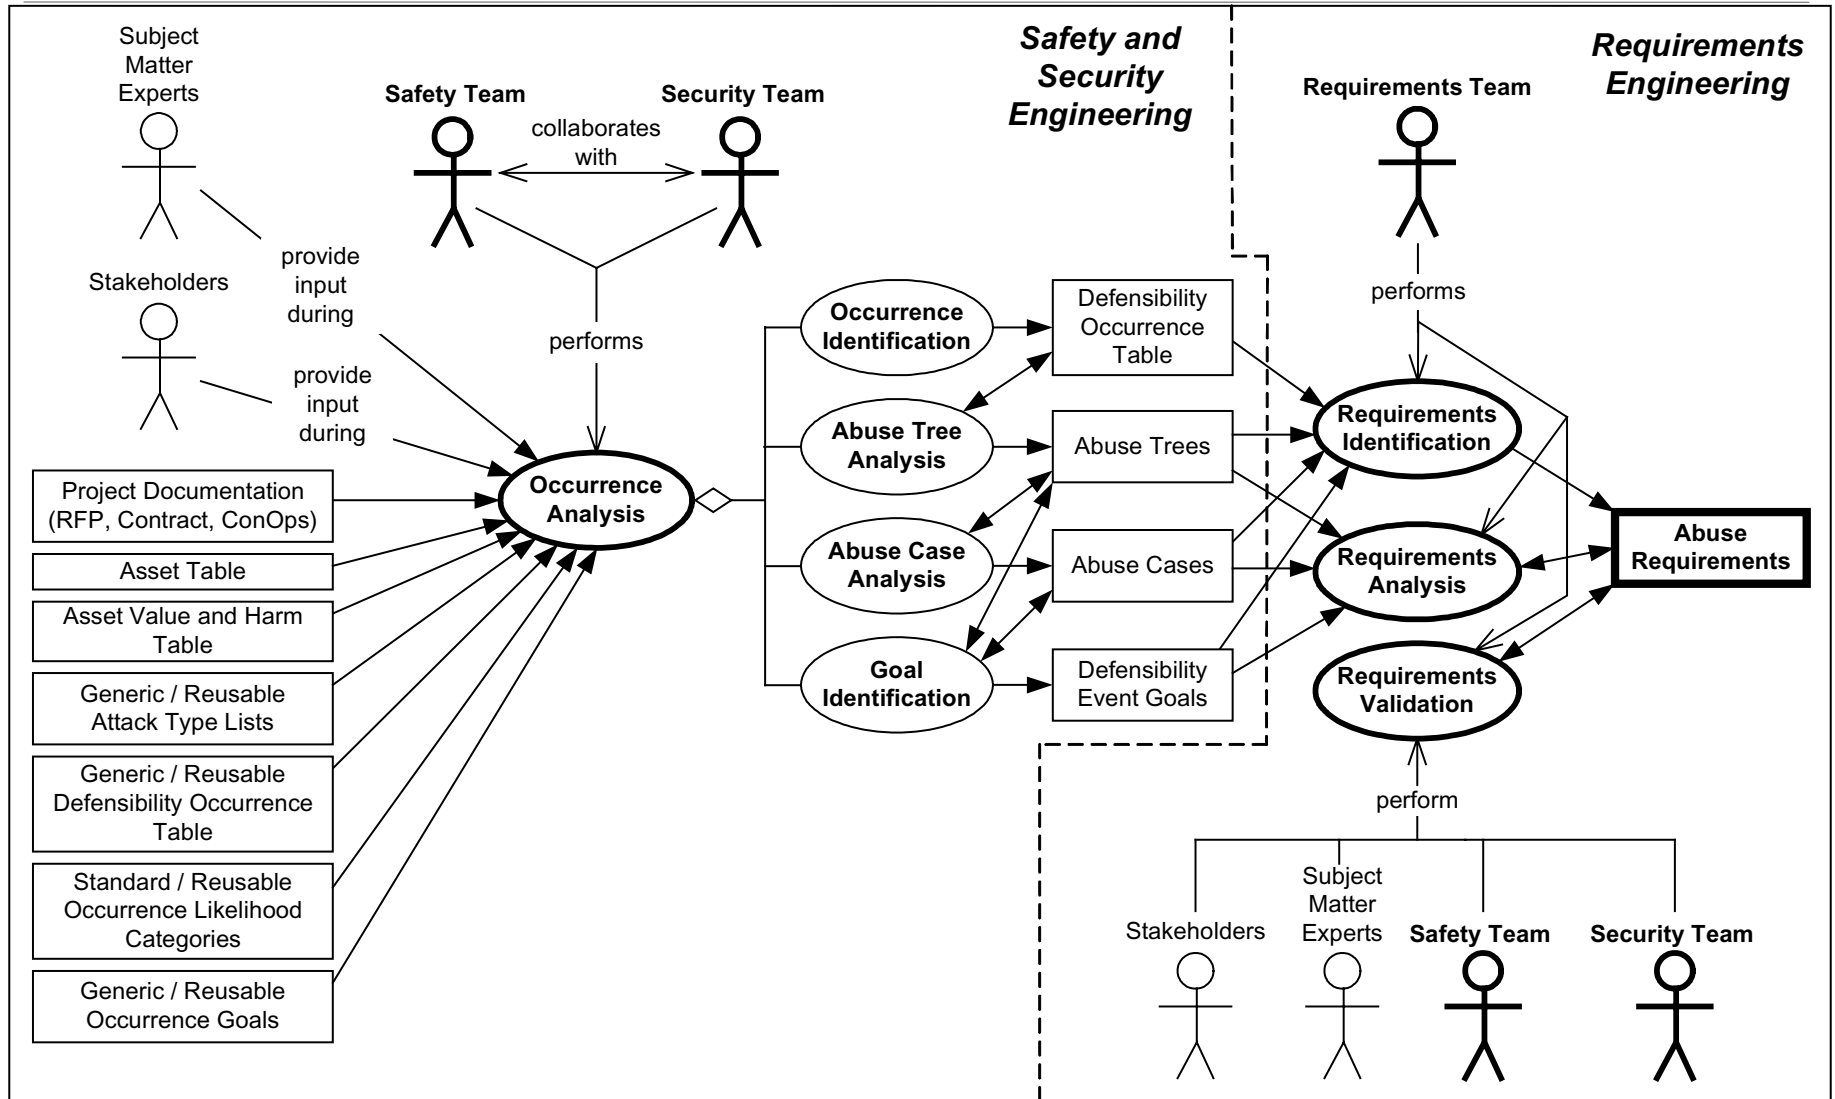 Subject
Matter
Experts
Safety Team
Security Team
collaborates
with
Safety and
Security
Engineering
Requirements Team
Requirements
Engineering
provide
input
during
Stakeholders
provide
input
during
performs
performs
Occurrence
Identification
Defensibility
Occurrence
Table
Abuse Tree
Analysis
Abuse Trees
Requirements
Identification
Project Documentation
(RFP, Contract, ConOps)
Occurrence
Analysis
Asset Table
Abuse Case
Analysis
Abuse Cases
Requirements
Analysis
Abuse
Requirements
Asset Value and Harm
Table
Generic / Reusable
Attack Type Lists
Goal
Identification
Defensibility
Event Goals
Requirements
Validation
Generic / Reusable
Defensibility Occurrence
Table
perform
Standard / Reusable
Occurrence Likelihood
Categories
Generic / Reusable
Occurrence Goals
Stakeholders
Subject
Matter
Experts
Safety Team
Security Team